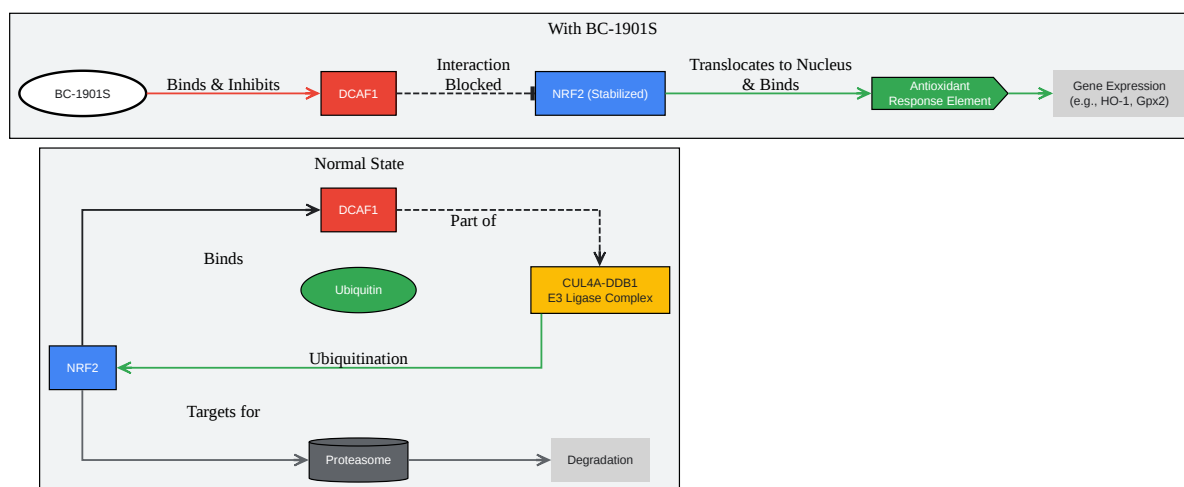 With BC-1901S
BC-1901S
Binds & Inhibits
DCAF1
Interaction
Blocked
NRF2 (Stabilized)
Translocates to Nucleus
& Binds
Antioxidant
Response Element
Gene Expression
(e.g., HO-1, Gpx2)
Normal State
DCAF1
Part of
Binds
Ubiquitin
CUL4A-DDB1
E3 Ligase Complex
Ubiquitination
NRF2
Targets for
Proteasome
Degradation